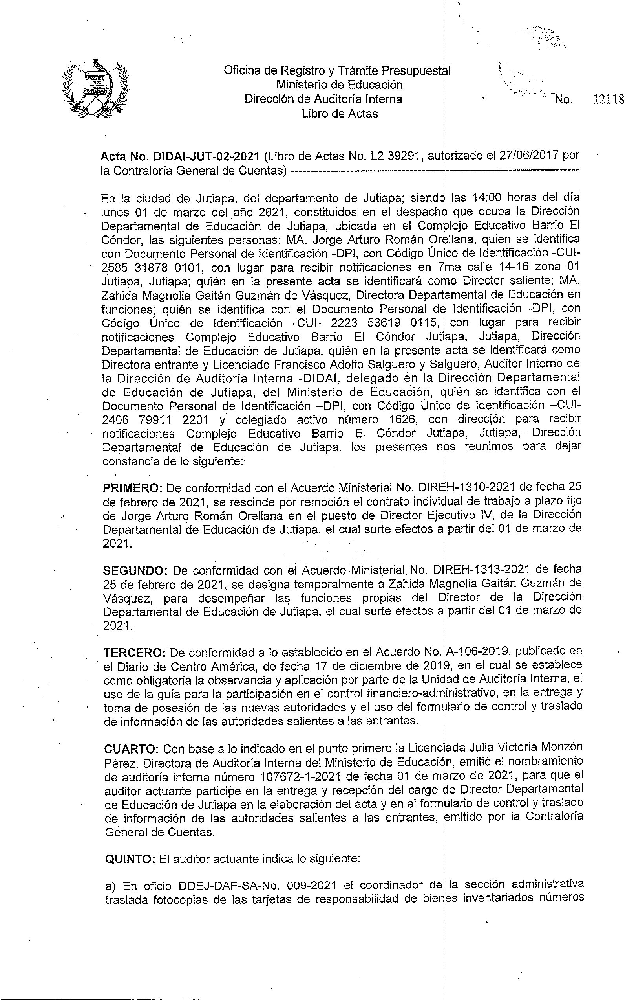 Oficina de Registro y Trámite Presupuestal
Ministerio de Educación
Dirección de Auditoría Interna
No. 12118
Libro de Actas
Acta No. DIDAI-JUT-02-2021 (Libro de Actas No. L2 39291, autorizado el 27/06/2017 por
la Contraloría General de Cuentas) ------------------------------------------------------------
En la ciudad de Jutiapa, del departamento de Jutiapa; siendo las 14:00 horas del día
lunes 01 de marzo del año 2021, constituidos en el despacho que ocupa la Dirección
Departamental de Educación de Jutiapa, ubicada en el Complejo Educativo Barrio El
Cóndor, las siguientes personas: MA. Jorge Arturo Román Orellana, quien se identifica
con Documento Personal de Identificación -DPI, con Código Único de Identificación -CUI-
2585 31878 0101, con lugar para recibir notificaciones en 7ma calle 14-16 zona 01
Jutiapa, Jutiapa; quién en la presente acta se identificará como Director saliente; MA.
Zahida Magnolia Gaitán Guzmán de Vásquez, Directora Departamental de Educación en
funciones; quién se identifica con el Documento Personal de Identificación -DPI, con
Código Único de Identificación -CUI- 2223 53619 0115, con lugar para recibir
notificaciones Complejo Educativo Barrio El Cóndor Jutiapa, Jutiapa, Dirección
Departamental de Educación de Jutiapa, quién en la presente acta se identificará como
Directora entrante y Licenciado Francisco Adolfo Salguero y Salguero, Auditor Interno de
la Dirección de Auditoría Interna -DIDAI, delegado en la Dirección Departamental
de Educación de Jutiapa, del Ministerio de Educación, quién se identifica con el
Documento Personal de Identificación –DPI, con Código Único de Identificación –CUI-
2406 79911 2201 y colegiado activo número 1626, con dirección para recibir
notificaciones Complejo Educativo Barrio El Cóndor Jutiapa, Jutiapa, Dirección
Departamental de Educación de Jutiapa, los presentes nos reunimos para dejar
constancia de lo siguiente:
PRIMERO: De conformidad con el Acuerdo Ministerial No. DIREH-1310-2021 de fecha 25
de febrero de 2021, se rescinde por remoción el contrato individual de trabajo a plazo fijo
de Jorge Arturo Román Orellana en el puesto de Director Ejecutivo IV, de la Dirección
Departamental de Educación de Jutiapa, el cual surte efectos a partir del 01 de marzo de
2021.
SEGUNDO: De conformidad con el Acuerdo Ministerial No. DIREH-1313-2021 de fecha
25 de febrero de 2021, se designa temporalmente a Zahida Magnolia Gaitán Guzmán de
Vásquez, para desempeñar las funciones propias del Director de la Dirección
Departamental de Educación de Jutiapa, el cual surte efectos a partir del 01 de marzo de
2021.
TERCERO: De conformidad a lo establecido en el Acuerdo No. A-106-2019, publicado en
el Diario de Centro América, de fecha 17 de diciembre de 2019, en el cual se establece
como obligatoria la observancia y aplicación por parte de la Unidad de Auditoría Interna, el
uso de la guía para la participación en el control financiero-administrativo, en la entrega y
toma de posesión de las nuevas autoridades y el uso del formulario de control y traslado
de información de las autoridades salientes a las entrantes.
CUARTO: Con base a lo indicado en el punto primero la Licenciada Julia Victoria Monzón
Pérez, Directora de Auditoría Interna del Ministerio de Educación, emitió el nombramiento
de auditoría interna número 107672-1-2021 de fecha 01 de marzo de 2021, para que el
auditor actuante participe en la entrega y recepción del cargo de Director Departamental
de Educación de Jutiapa en la elaboración del acta y en el formulario de control y traslado
de información de las autoridades salientes a las entrantes, emitido por la Contraloría
General de Cuentas.
QUINTO: El auditor actuante indica lo siguiente:
a) En oficio DDEJ-DAF-SA-No. 009-2021 el coordinador de la sección administrativa
traslada fotocopias de las tarjetas de responsabilidad de bienes inventariados números